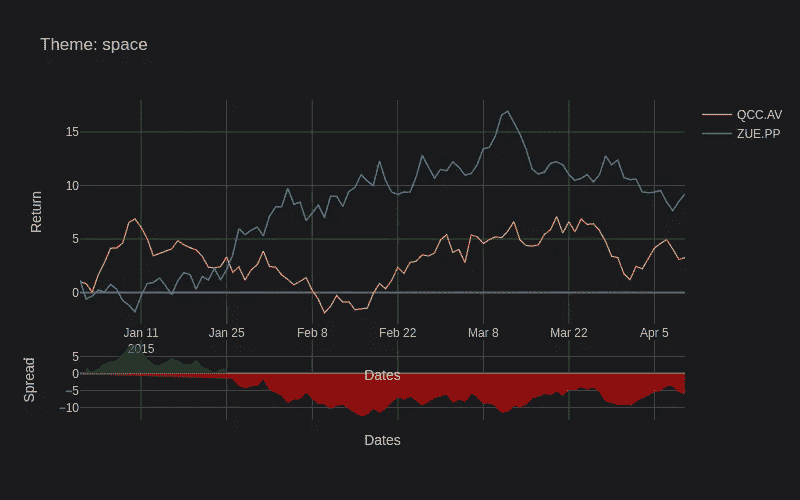 Theme: space
QCC.AV
ZUE.PP
Return
15
10
5
0
Jan 11
2015
Jan 25
Feb 8
Feb 22
Mar 8
Mar 22
Apr 5
Spread
5
0
−5
−10
Dates
Dates